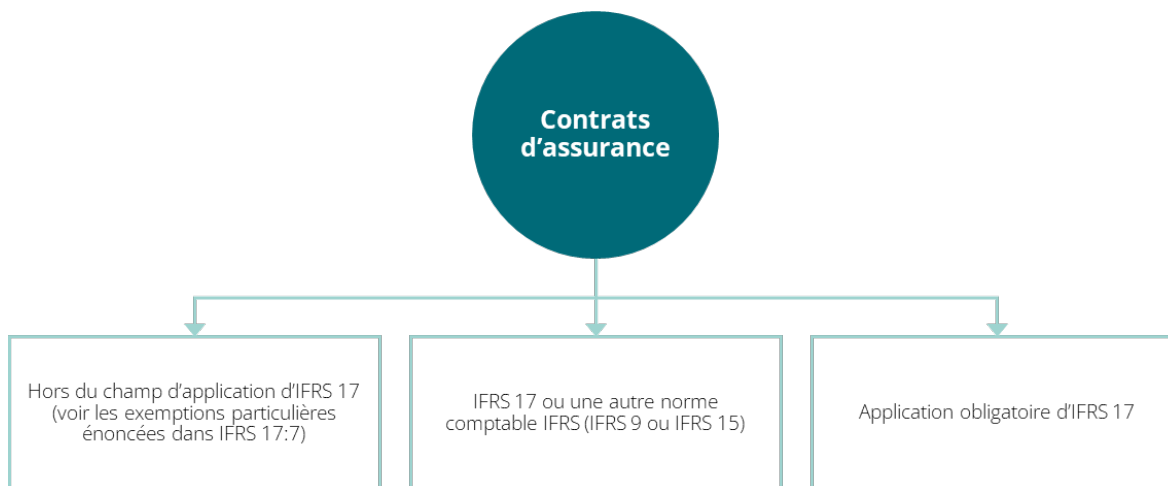 Contrats
d’assurance
Hors du champ d’application d’IFRS 17
(voir les exemptions particulières
énoncées dans IFRS 17:7)
IFRS 17 ou une autre norme
comptable IFRS (IFRS 9 ou IFRS 15)
Application obligatoire d’IFRS 17